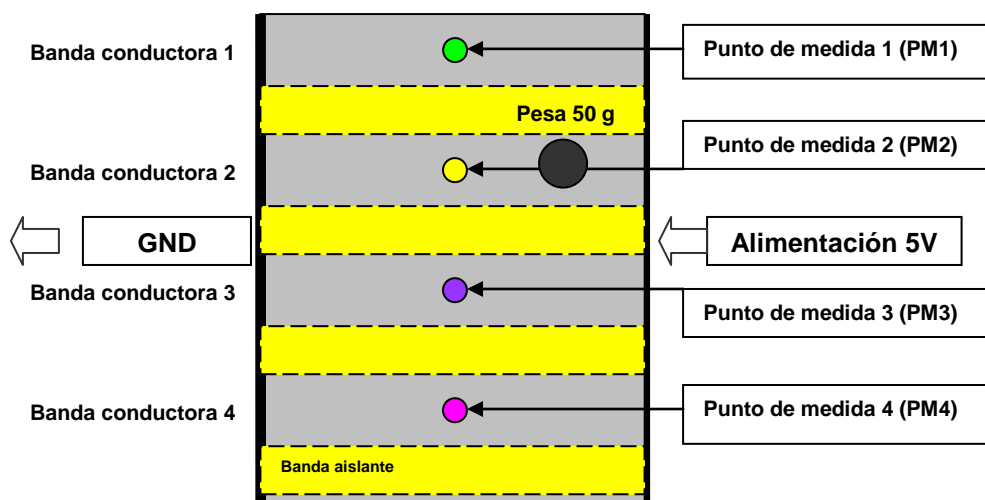 Banda conductora 1
Punto de medida 1 (PM1)
Pesa 50 g
Punto de medida 2 (PM2)
Banda conductora 2
GND
Alimentación 5V
Banda conductora 3
Punto de medida 3 (PM3)
Banda conductora 4
Punto de medida 4 (PM4)
Banda aislante